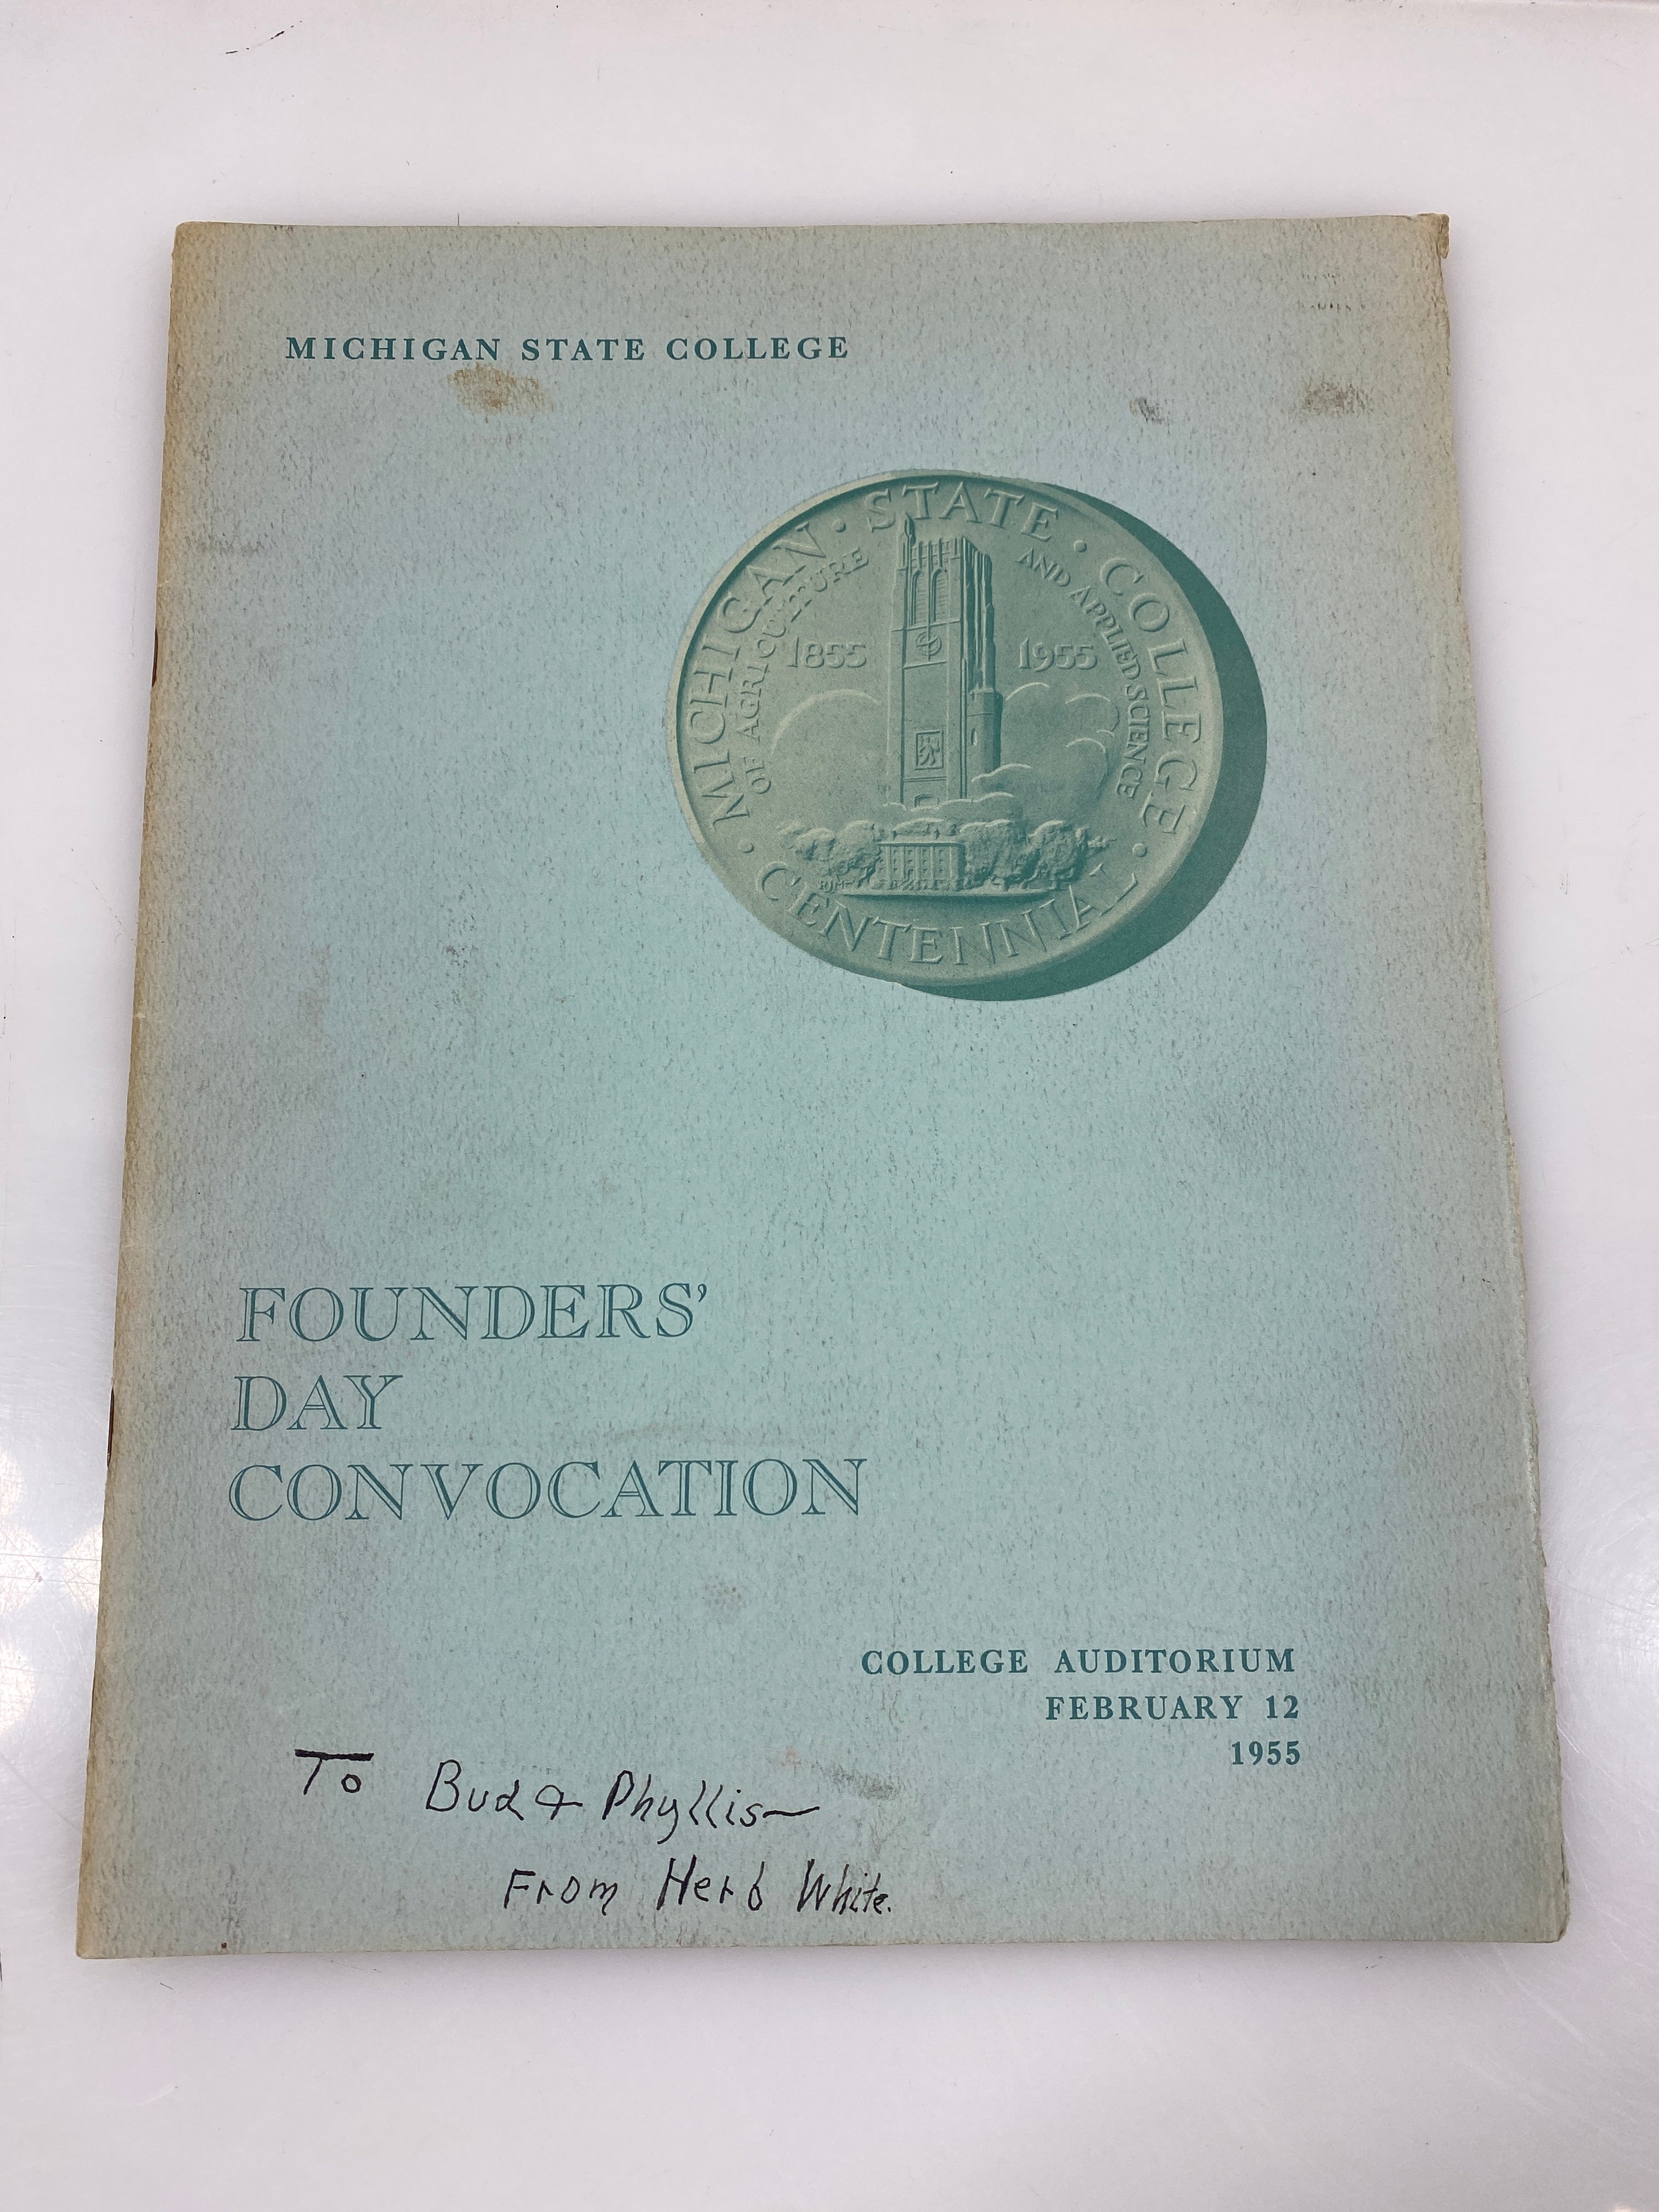 MICHIGAN STATE COLLEGE
MICHIGAN · STATE · COLLEGE
OF AGRICULTURE AND APPLIED SCIENCE
1855 1955
· CENTENNIAL ·
FOUNDERS'
DAY
CONVOCATION
COLLEGE AUDITORIUM
FEBRUARY 12
1955
To Bud & Phyllis—
From Herb White.